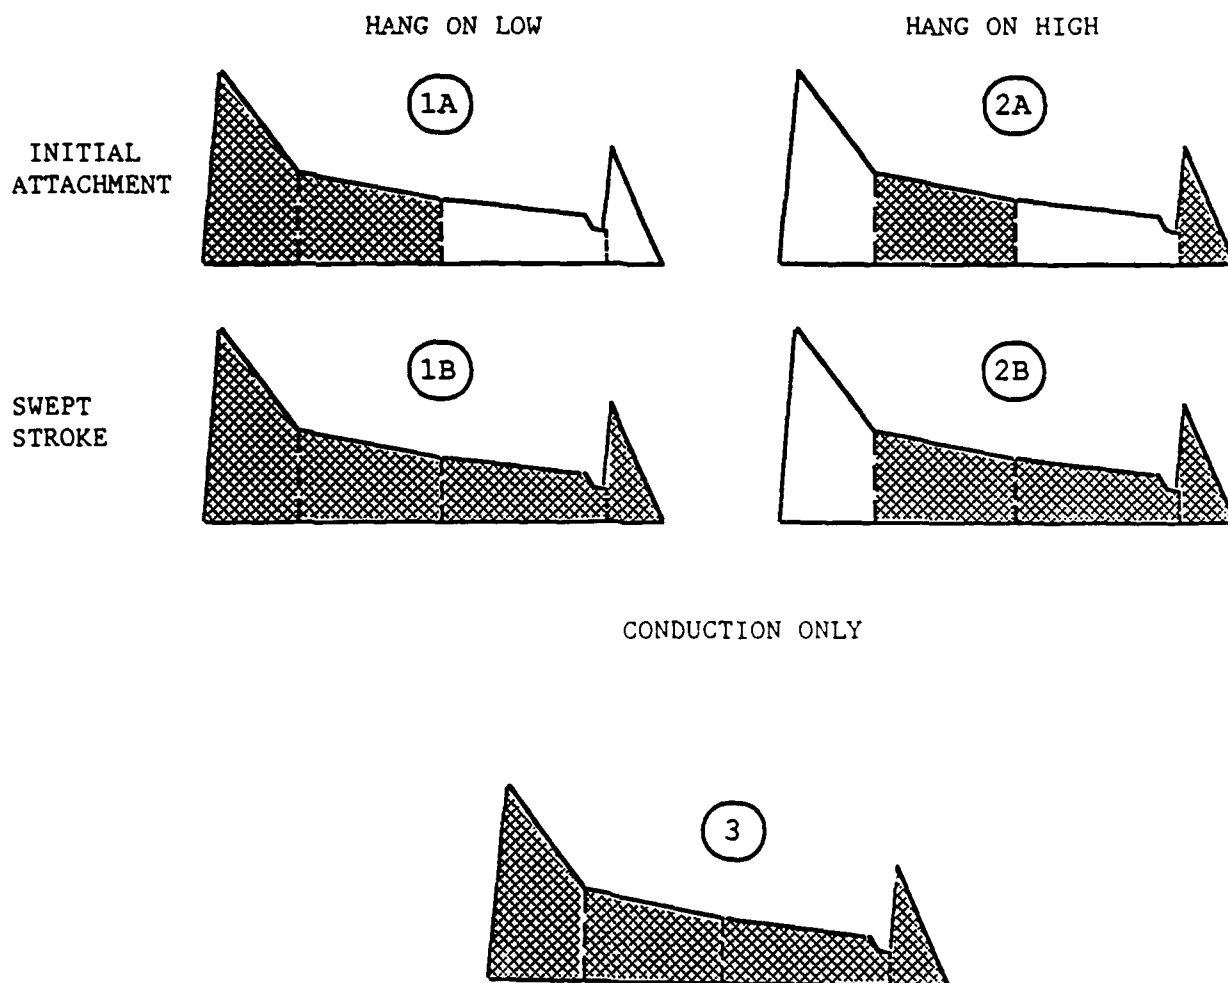 HANG ON LOW
HANG ON HIGH
1A
2A
INITIAL
ATTACHMENT
1B
2B
SWEPT
STROKE
CONDUCTION ONLY
3